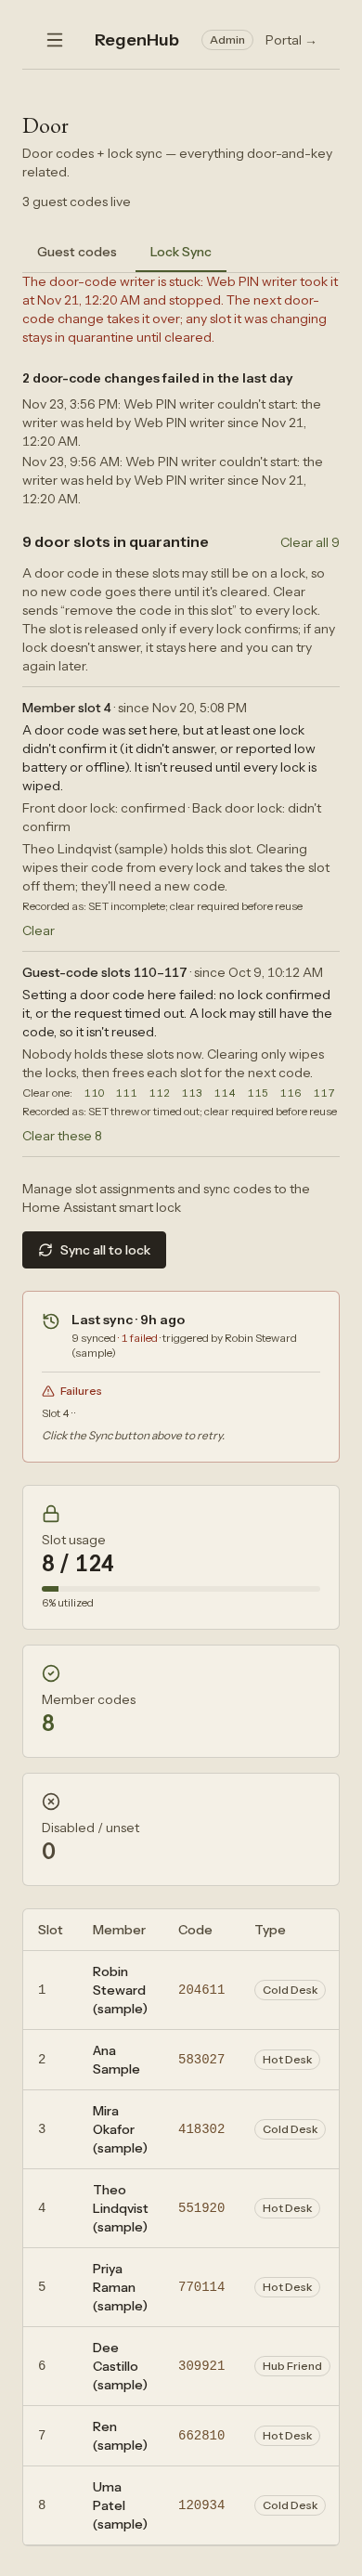 RegenHub Admin Portal →
Door
Door codes + lock sync — everything door-and-key
related.
3 guest codes live
Guest codes Lock Sync
The door-code writer is stuck: Web PIN writer took it
at Nov 21, 12:20 AM and stopped. The next door-
code change takes it over; any slot it was changing
stays in quarantine until cleared.
2 door-code changes failed in the last day
Nov 23, 3:56 PM: Web PIN writer couldn't start: the
writer was held by Web PIN writer since Nov 21,
12:20 AM.
Nov 23, 9:56 AM: Web PIN writer couldn't start: the
writer was held by Web PIN writer since Nov 21,
12:20 AM.
9 door slots in quarantine Clear all 9
A door code in these slots may still be on a lock, so
no new code goes there until it's cleared. Clear
sends “remove the code in this slot” to every lock.
The slot is released only if every lock confirms; if any
lock doesn't answer, it stays here and you can try
again later.
Member slot 4 · since Nov 20, 5:08 PM
A door code was set here, but at least one lock
didn't confirm it (it didn't answer, or reported low
battery or offline). It isn't reused until every lock is
wiped.
Front door lock: confirmed · Back door lock: didn't
confirm
Theo Lindqvist (sample) holds this slot. Clearing
wipes their code from every lock and takes the slot
off them; they'll need a new code.
Recorded as: SET incomplete; clear required before reuse
Clear
Guest-code slots 110–117 · since Oct 9, 10:12 AM
Setting a door code here failed: no lock confirmed
it, or the request timed out. A lock may still have the
code, so it isn't reused.
Nobody holds these slots now. Clearing only wipes
the locks, then frees each slot for the next code.
Clear one: 110 111 112 113 114 115 116 117
Recorded as: SET threw or timed out; clear required before reuse
Clear these 8
Manage slot assignments and sync codes to the
Home Assistant smart lock
Sync all to lock
Last sync · 9h ago
9 synced · 1 failed · triggered by Robin Steward
(sample)
Failures
Slot 4 · ·
Click the Sync button above to retry.
Slot usage
8 / 124
6% utilized
Member codes
8
Disabled / unset
0
Slot Member Code Type
1 Robin Steward (sample) 204611 Cold Desk
2 Ana Sample 583027 Hot Desk
3 Mira Okafor (sample) 418302 Cold Desk
4 Theo Lindqvist (sample) 551920 Hot Desk
5 Priya Raman (sample) 770114 Hot Desk
6 Dee Castillo (sample) 309921 Hub Friend
7 Ren (sample) 662810 Hot Desk
8 Uma Patel (sample) 120934 Cold Desk